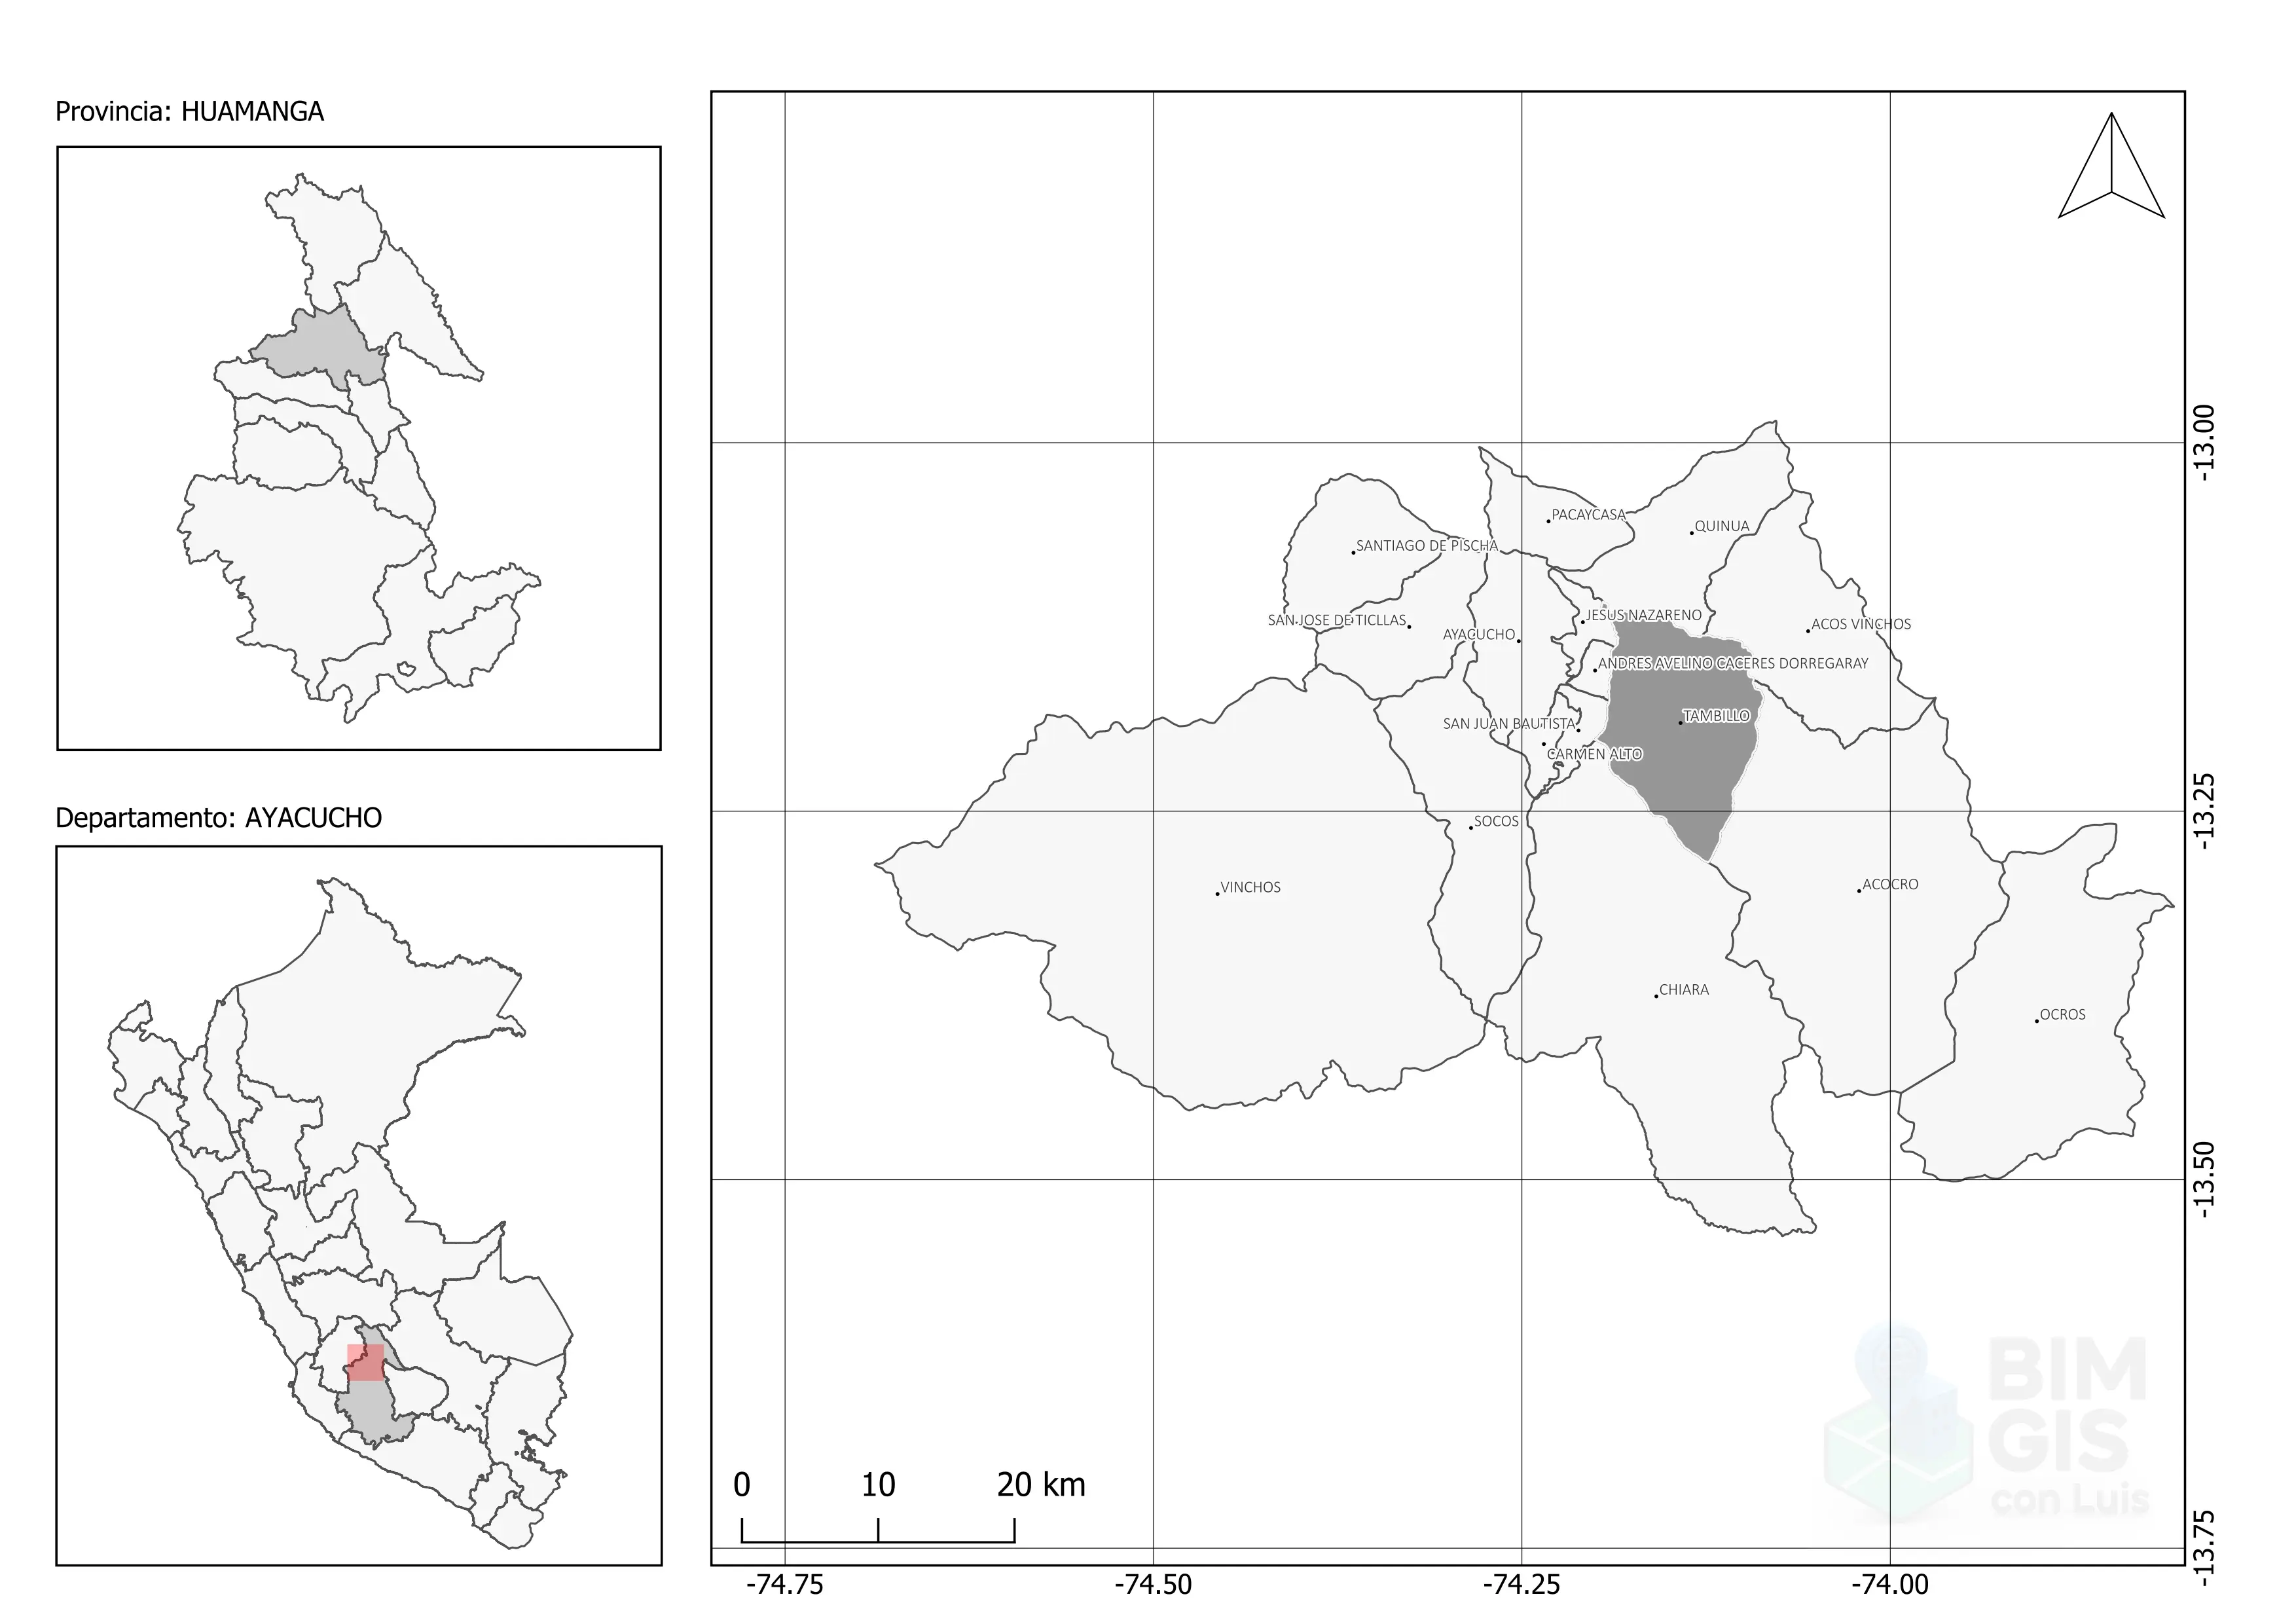 Provincia: HUAMANGA
Departamento: AYACUCHO
PACAYCASA
QUINUA
SANTIAGO DE PISCHA
JESUS NAZARENO
SAN JOSE DE TICLLAS
ACOS VINCHOS
AYACUCHO
ANDRES AVELINO CACERES DORREGARAY
TAMBILLO
SAN JUAN BAUTISTA
CARMEN ALTO
SOCOS
VINCHOS
ACOCRO
CHIARA
OCROS
-13.00
-13.25
-13.50
-13.75
BIM
GIS
con Luis
0 10 20 km
-74.75 -74.50 -74.25 -74.00